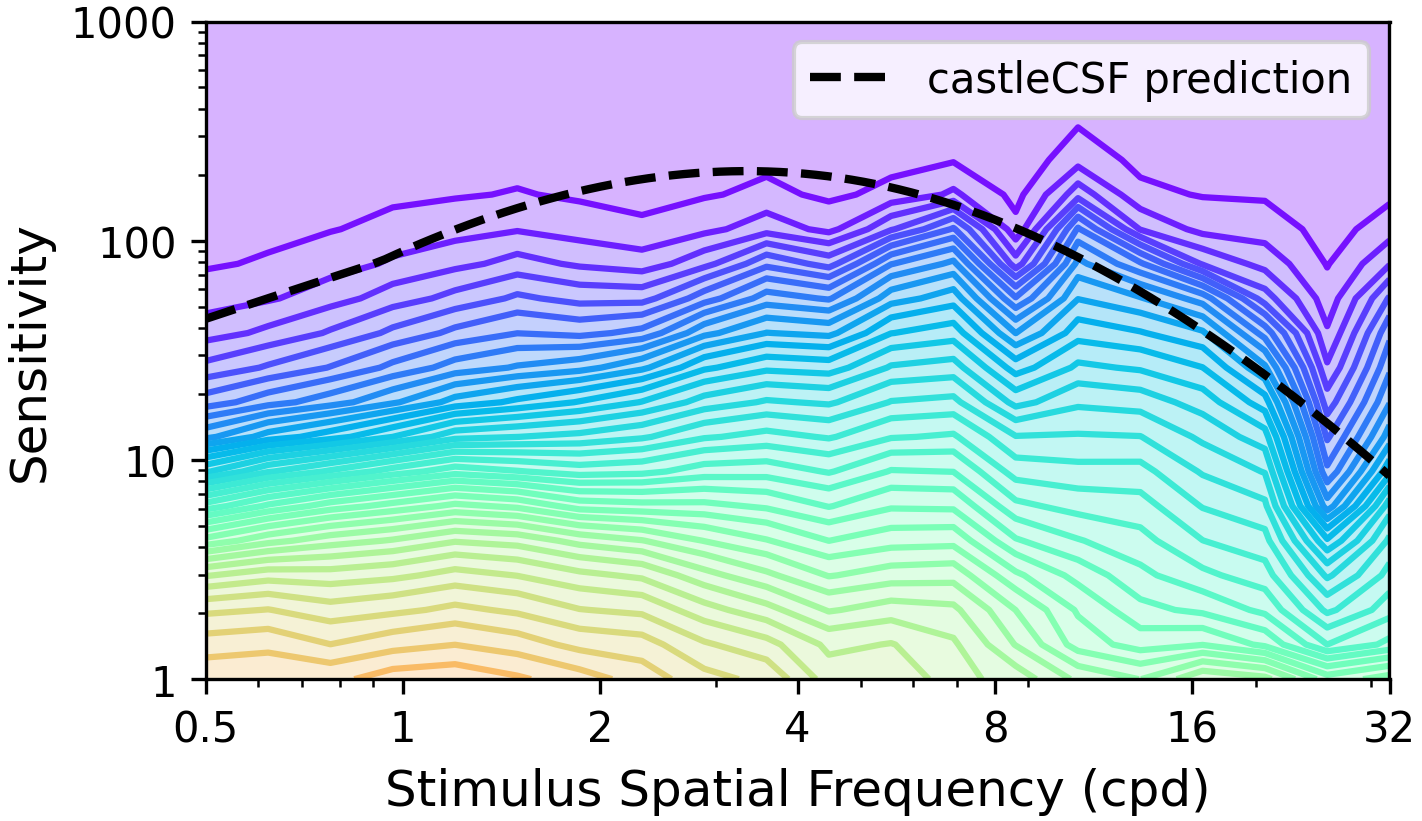 1000
100
10
1
Sensitivity
castleCSF prediction
0.5 1 2 4 8 16 32
Stimulus Spatial Frequency (cpd)